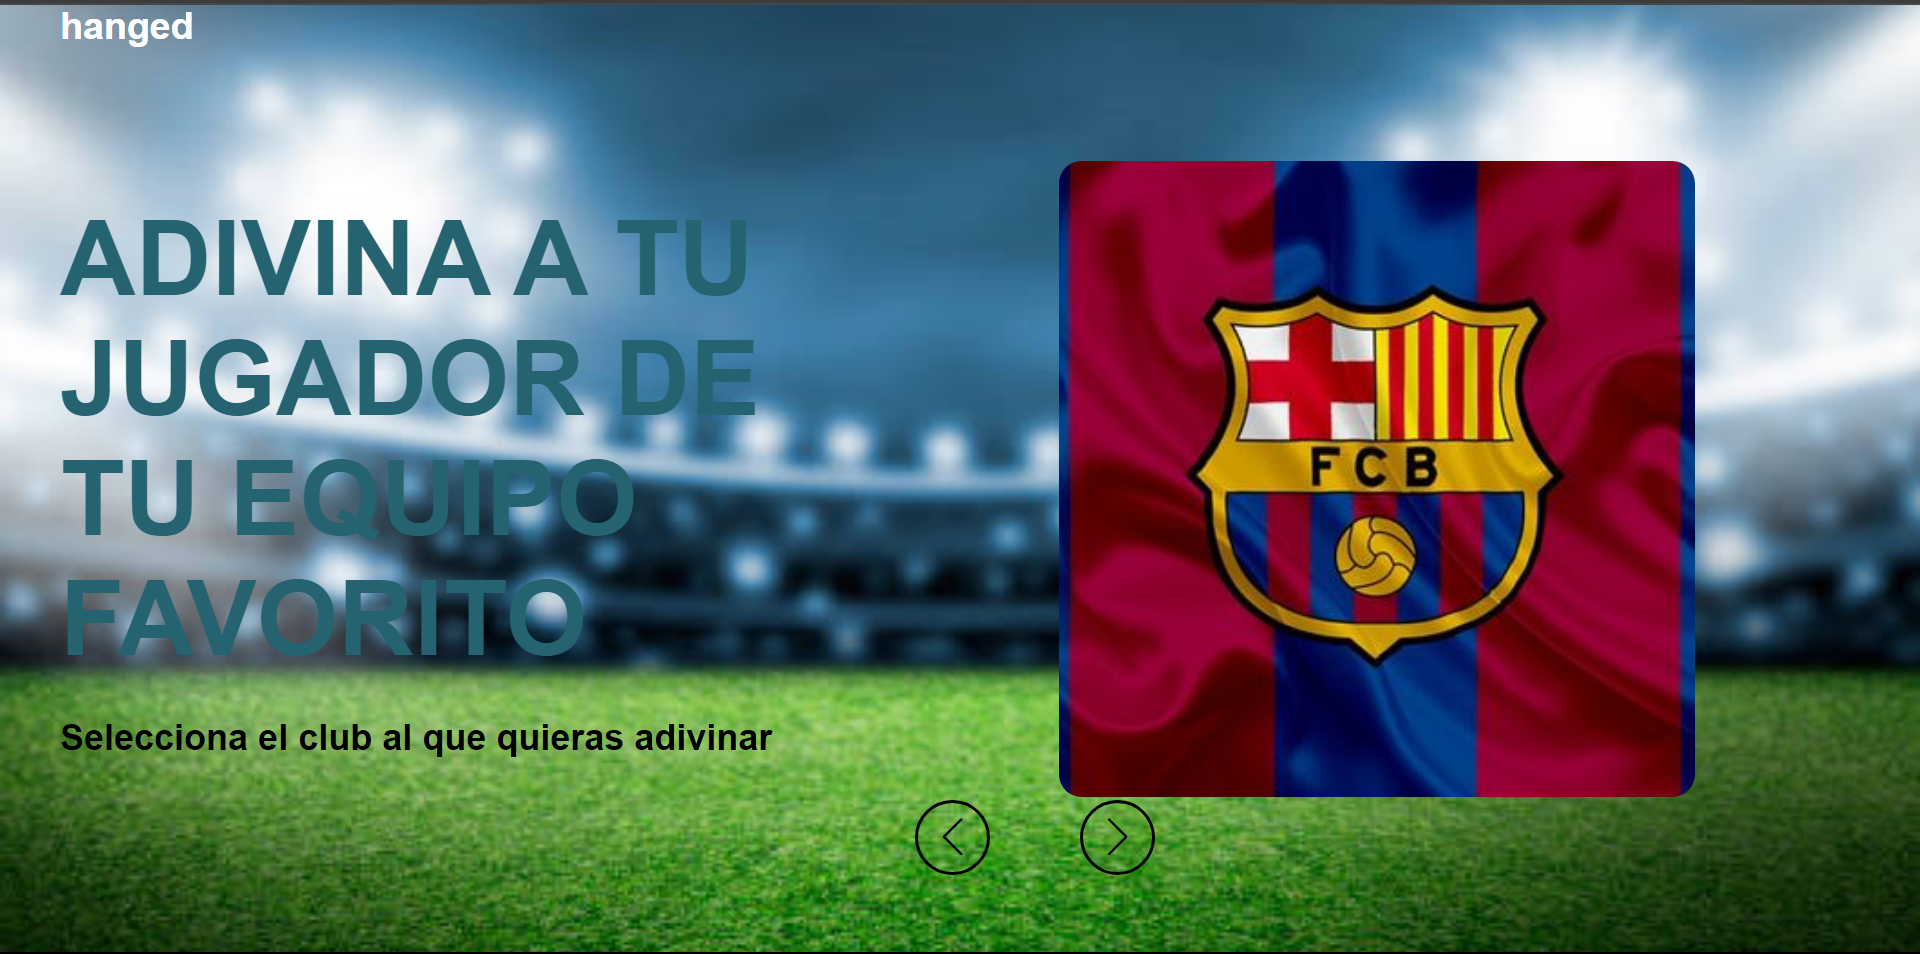 hanged
ADIVINA A TU
JUGADOR DE
TU EQUIPO
FAVORITO
Selecciona el club al que quieras adivinar
FCB